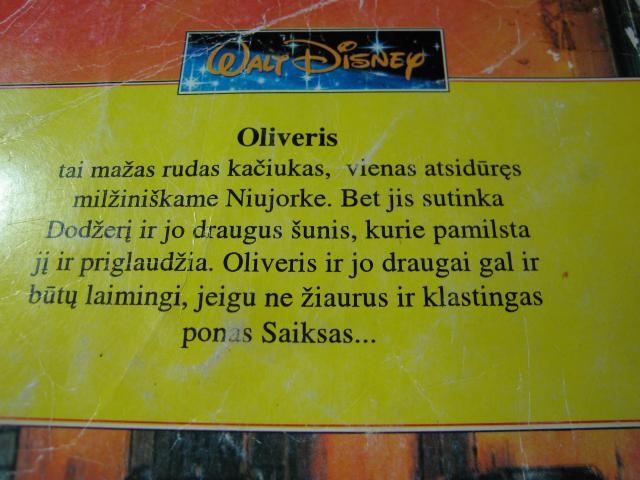 WALT DISNEY
Oliveris
tai mažas rudas kačiukas, vienas atsidūręs
milžiniškame Niujorke. Bet jis sutinka
Dodžerį ir jo draugus šunis, kurie pamilsta
jį ir priglaudžia. Oliveris ir jo draugai gal ir
būtų laimingi, jeigu ne žiaurus ir klastingas
ponas Saiksas...